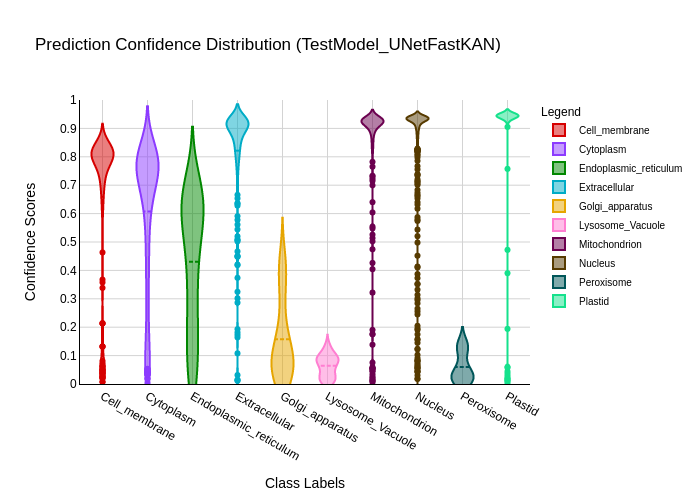 Prediction Confidence Distribution (TestModel_UNetFastKAN)
Confidence Scores
1
0.9
0.8
0.7
0.6
0.5
0.4
0.3
0.2
0.1
0
Cell_membrane
Cytoplasm
Endoplasmic_reticulum
Extracellular
Golgi_apparatus
Lysosome_Vacuole
Mitochondrion
Nucleus
Peroxisome
Plastid
Class Labels
Legend
Cell_membrane
Cytoplasm
Endoplasmic_reticulum
Extracellular
Golgi_apparatus
Lysosome_Vacuole
Mitochondrion
Nucleus
Peroxisome
Plastid